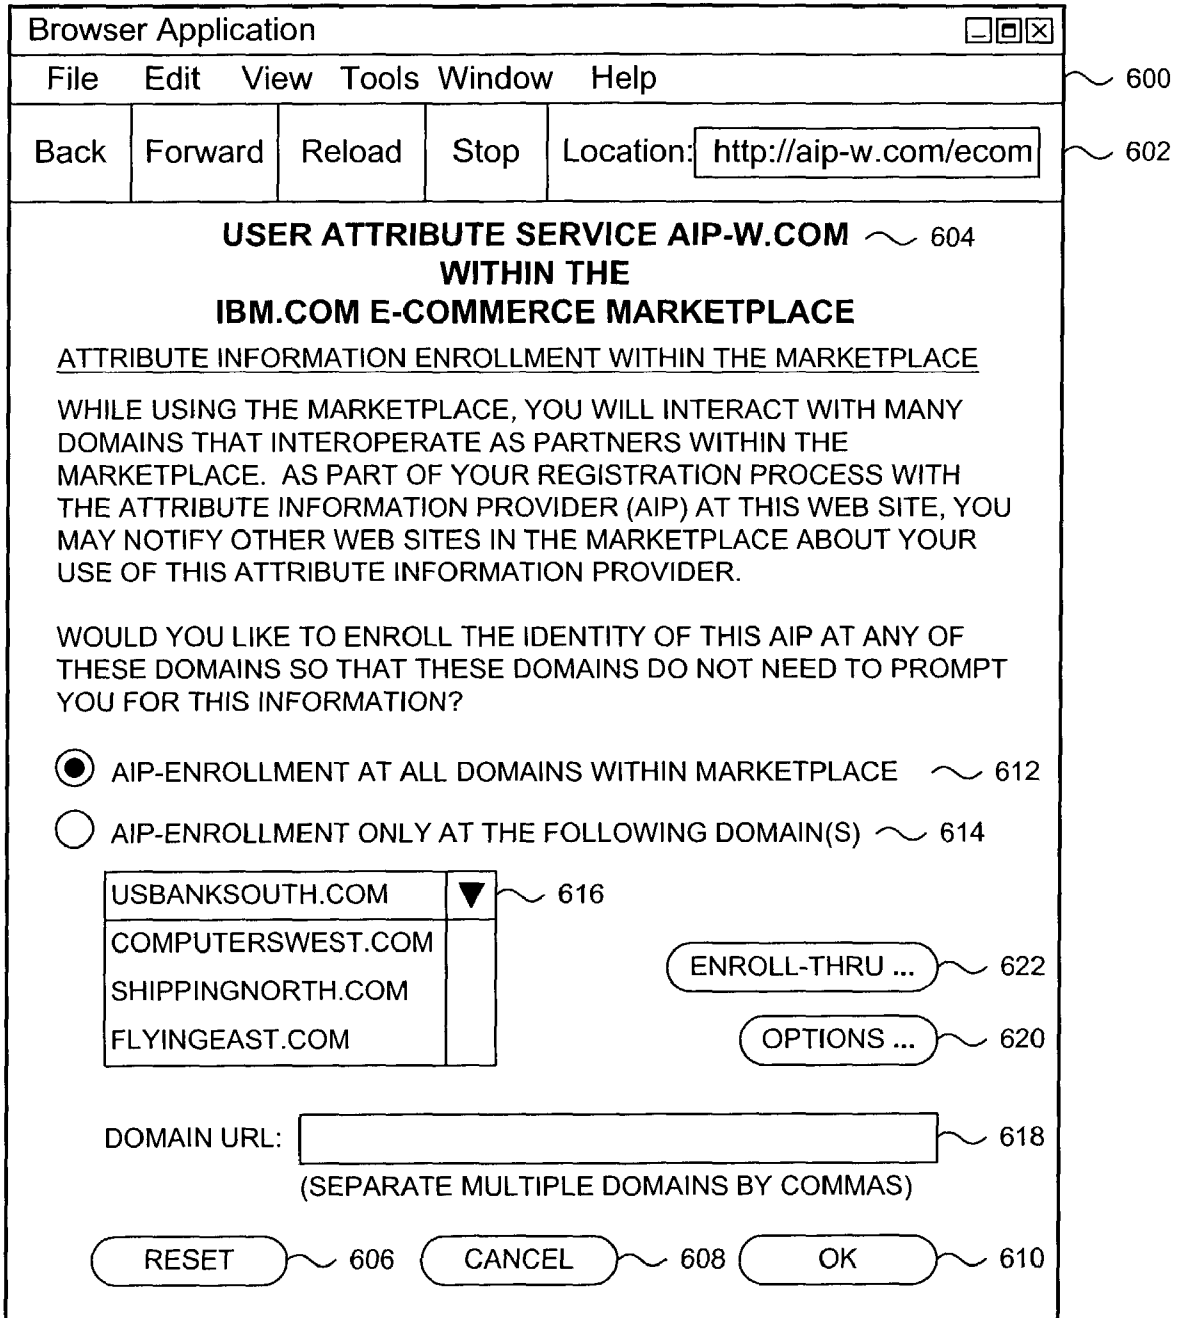 Browser Application
File Edit View Tools Window Help
600
Back Forward Reload Stop Location: http://aip-w.com/ecom
602
USER ATTRIBUTE SERVICE AIP-W.COM 604
WITHIN THE
IBM.COM E-COMMERCE MARKETPLACE
ATTRIBUTE INFORMATION ENROLLMENT WITHIN THE MARKETPLACE
WHILE USING THE MARKETPLACE, YOU WILL INTERACT WITH MANY
DOMAINS THAT INTEROPERATE AS PARTNERS WITHIN THE
MARKETPLACE. AS PART OF YOUR REGISTRATION PROCESS WITH
THE ATTRIBUTE INFORMATION PROVIDER (AIP) AT THIS WEB SITE, YOU
MAY NOTIFY OTHER WEB SITES IN THE MARKETPLACE ABOUT YOUR
USE OF THIS ATTRIBUTE INFORMATION PROVIDER.
WOULD YOU LIKE TO ENROLL THE IDENTITY OF THIS AIP AT ANY OF
THESE DOMAINS SO THAT THESE DOMAINS DO NOT NEED TO PROMPT
YOU FOR THIS INFORMATION?
AIP-ENROLLMENT AT ALL DOMAINS WITHIN MARKETPLACE 612
AIP-ENROLLMENT ONLY AT THE FOLLOWING DOMAIN(S) 614
USBANKSOUTH.COM 616
COMPUTERSWEST.COM
ENROLL-THRU ... 622
SHIPPINGNORTH.COM
FLYINGEAST.COM
OPTIONS ... 620
DOMAIN URL: 618
(SEPARATE MULTIPLE DOMAINS BY COMMAS)
RESET 606 CANCEL 608 OK 610